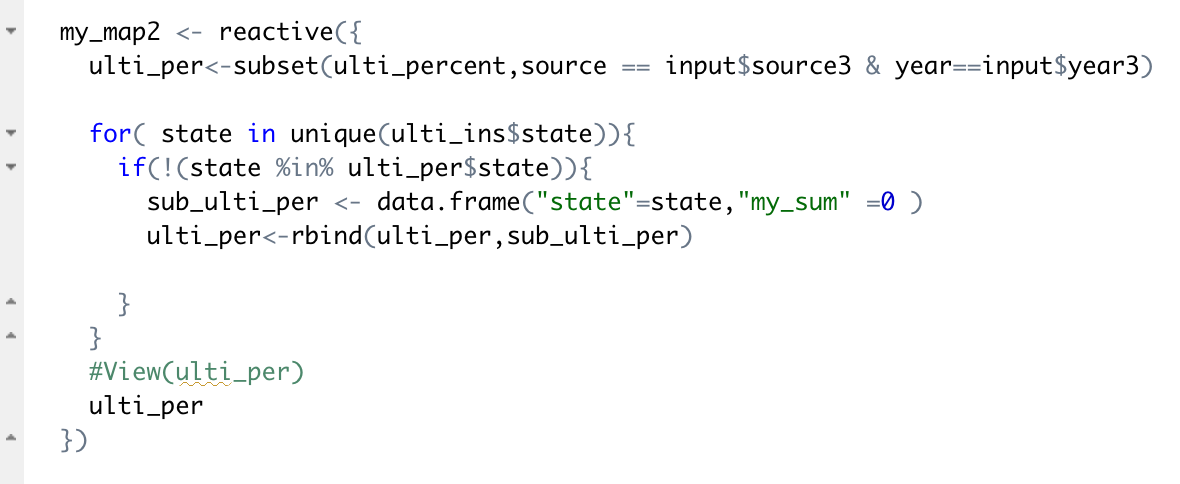 my_map2 <- reactive({
  ulti_per<-subset(ulti_percent,source == input$source3 & year==input$year3)
  for( state in unique(ulti_ins$state)){
    if(!(state %in% ulti_per$state)){
      sub_ulti_per <- data.frame("state"=state,"my_sum" =0 )
      ulti_per<-rbind(ulti_per,sub_ulti_per)
    }
  }
  #View(ulti_per)
  ulti_per
})